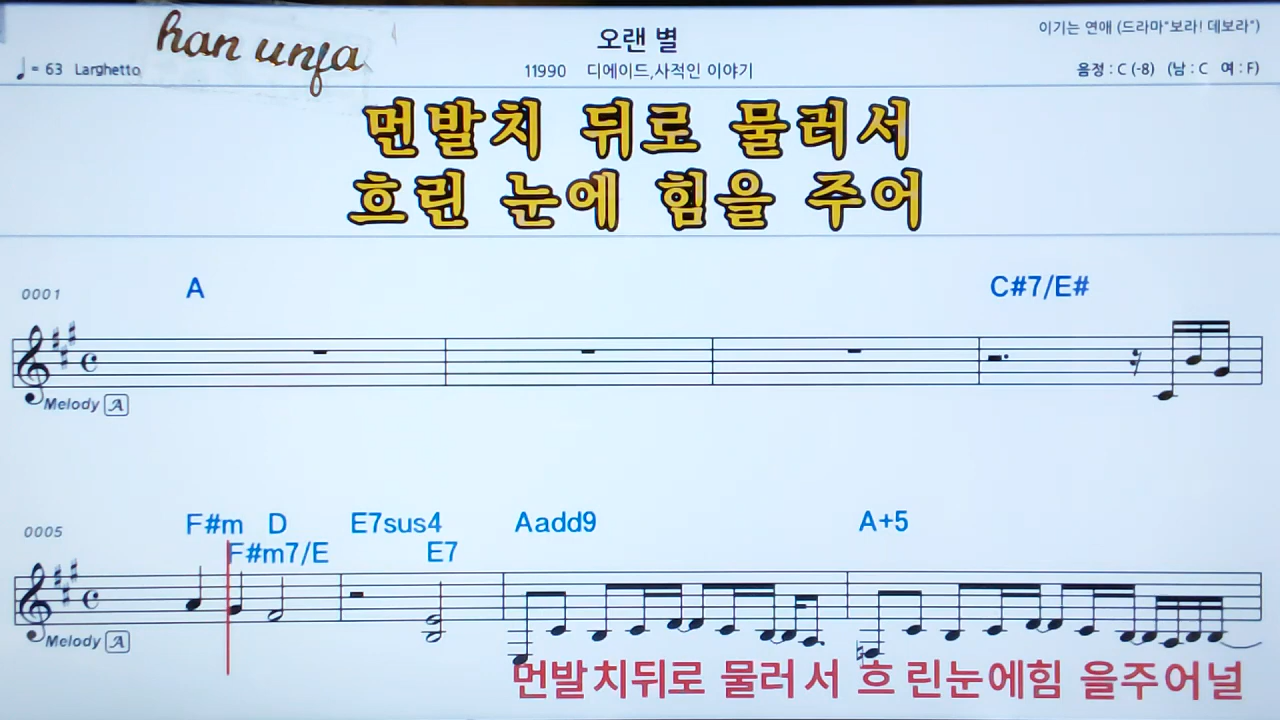 han unfa
오랜 별
이기는 연애 (드라마"보라! 데보라")
♩= 63 Larghetto
11990 디에이드,사적인 이야기
음정 : C (-8) (남 : C 여 : F)
먼발치 뒤로 물러서
흐린 눈에 힘을 주어
0001 A C#7/E#
Melody A
0005 F#m D E7sus4 Aadd9 A+5
F#m7/E E7
Melody A
먼발치뒤로 물러서 흐린눈에힘 을주어널